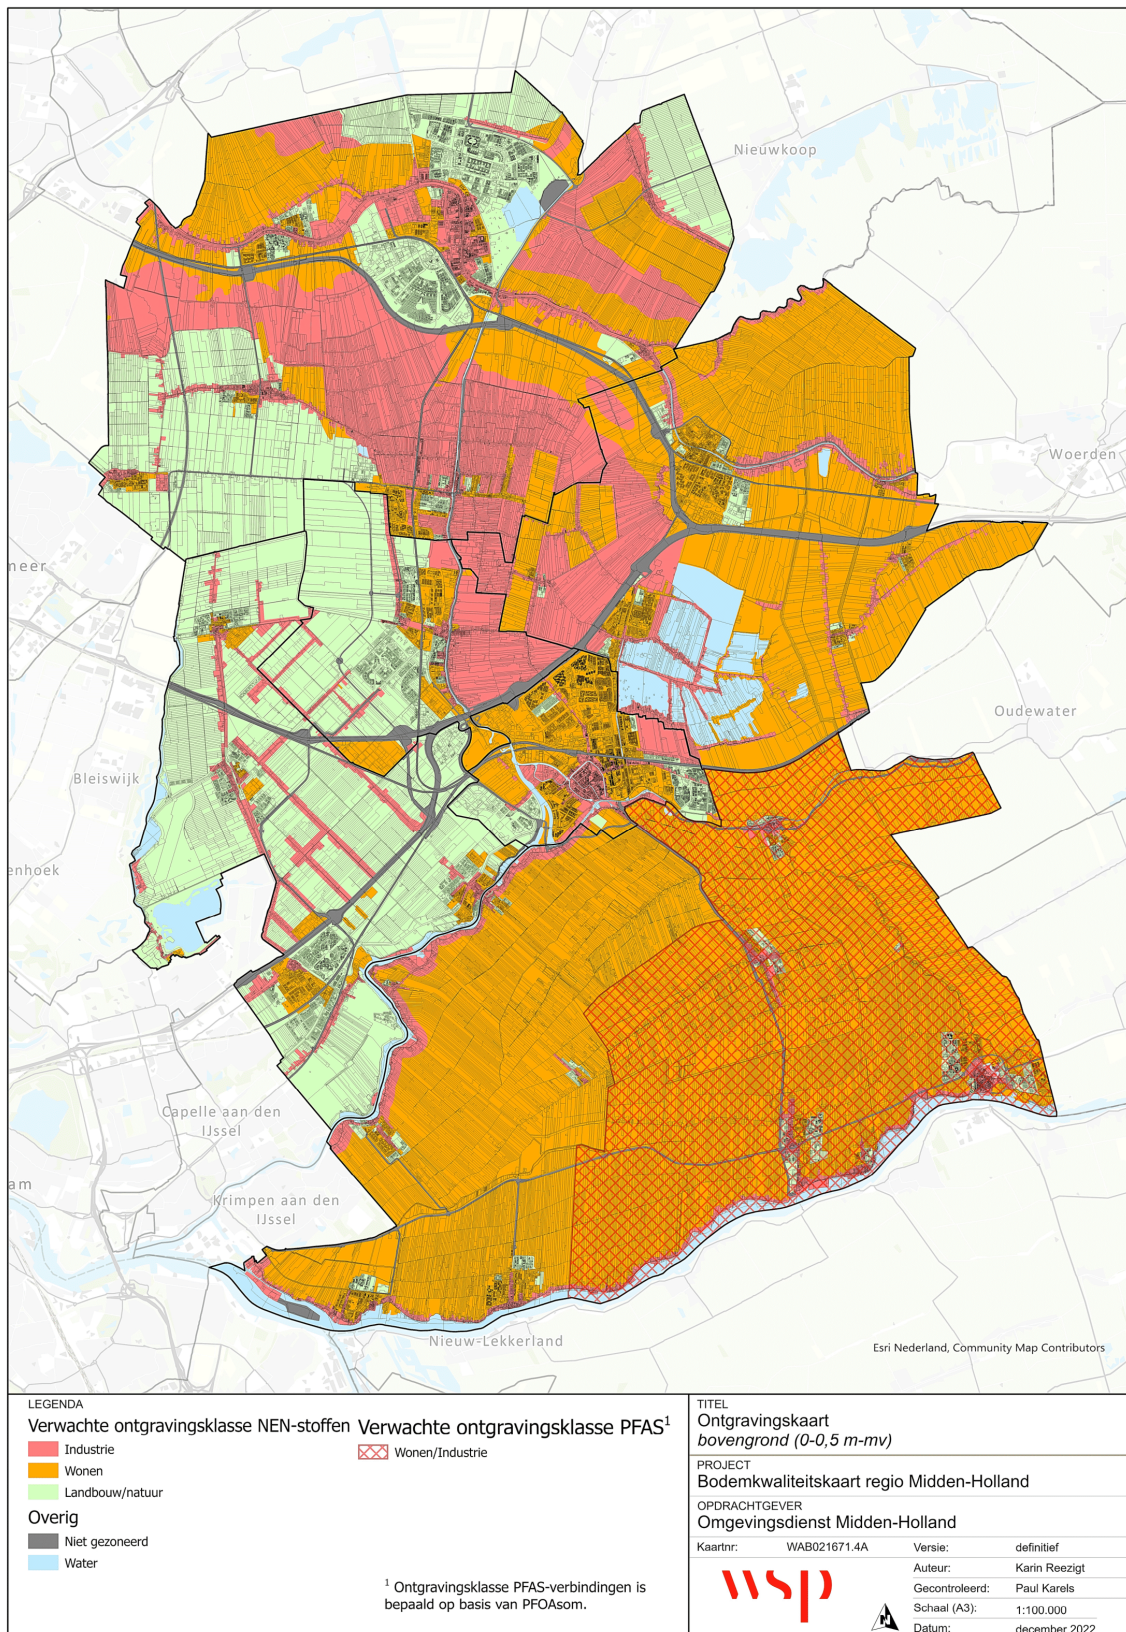 Nieuwkoop
Woerden
meer
Oudewater
Bleiswijk
enhoek
Capelle aan den
IJssel
am
Krimpen aan den
IJssel
Nieuw-Lekkerland
Esri Nederland, Community Map Contributors
LEGENDA
Verwachte ontgravingsklasse NEN-stoffen
Industrie
Wonen
Landbouw/natuur
Overig
Niet gezoneerd
Water
Verwachte ontgravingsklasse PFAS¹
Wonen/Industrie
¹ Ontgravingsklasse PFAS-verbindingen is
bepaald op basis van PFOAsom.
TITEL
Ontgravingskaart
bovengrond (0-0,5 m-mv)
PROJECT
Bodemkwaliteitskaart regio Midden-Holland
OPDRACHTGEVER
Omgevingsdienst Midden-Holland
Kaartnr: WAB021671.4A
Versie: definitief
Auteur: Karin Reezigt
Gecontroleerd: Paul Karels
Schaal (A3): 1:100.000
Datum: december 2022
wsp
N